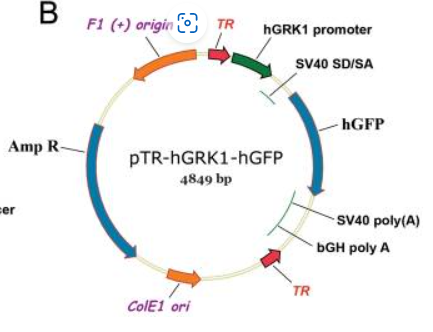 B
F1 (+) origin
TR
hGRK1 promoter
SV40 SD/SA
hGFP
Amp R
pTR-hGRK1-hGFP
4849 bp
cer
SV40 poly(A)
bGH poly A
TR
ColE1 ori